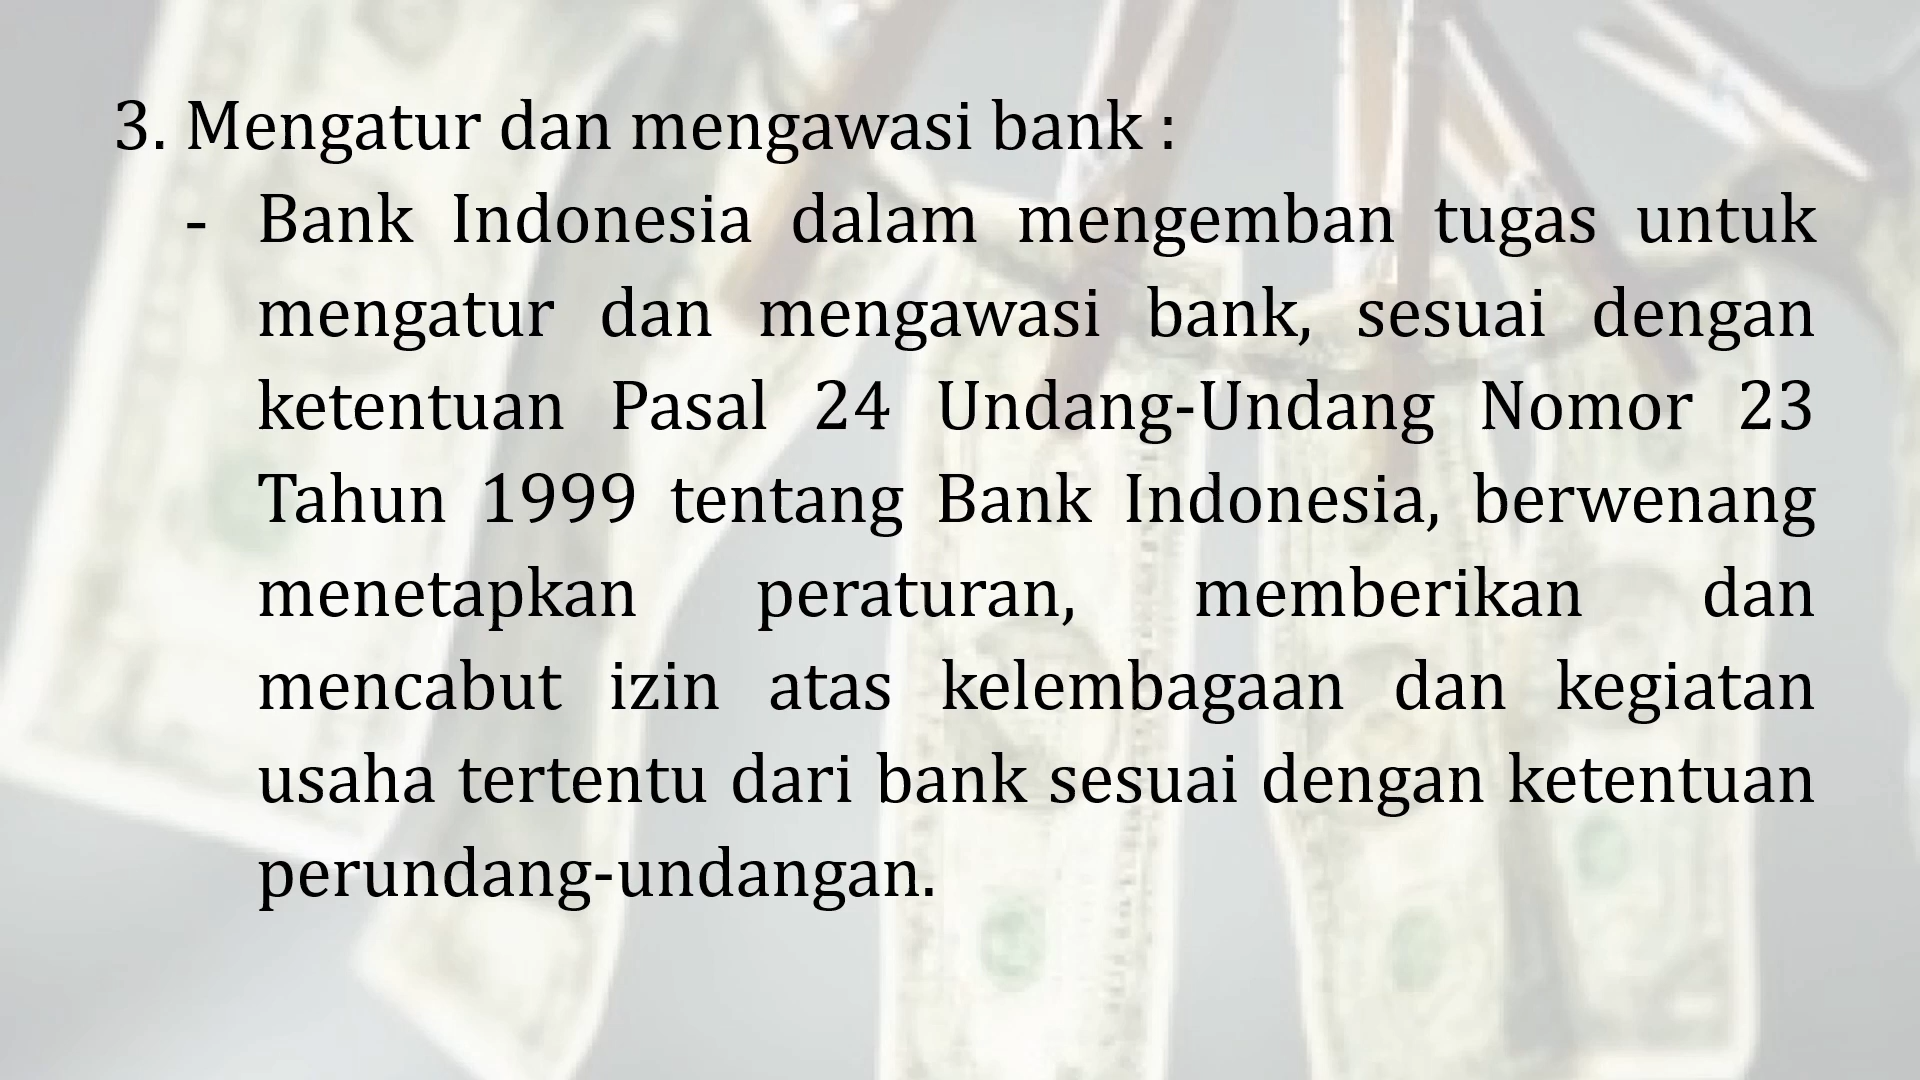 3. Mengatur dan mengawasi bank :
- Bank Indonesia dalam mengemban tugas untuk
mengatur dan mengawasi bank, sesuai dengan
ketentuan Pasal 24 Undang-Undang Nomor 23
Tahun 1999 tentang Bank Indonesia, berwenang
menetapkan peraturan, memberikan dan
mencabut izin atas kelembagaan dan kegiatan
usaha tertentu dari bank sesuai dengan ketentuan
perundang-undangan.